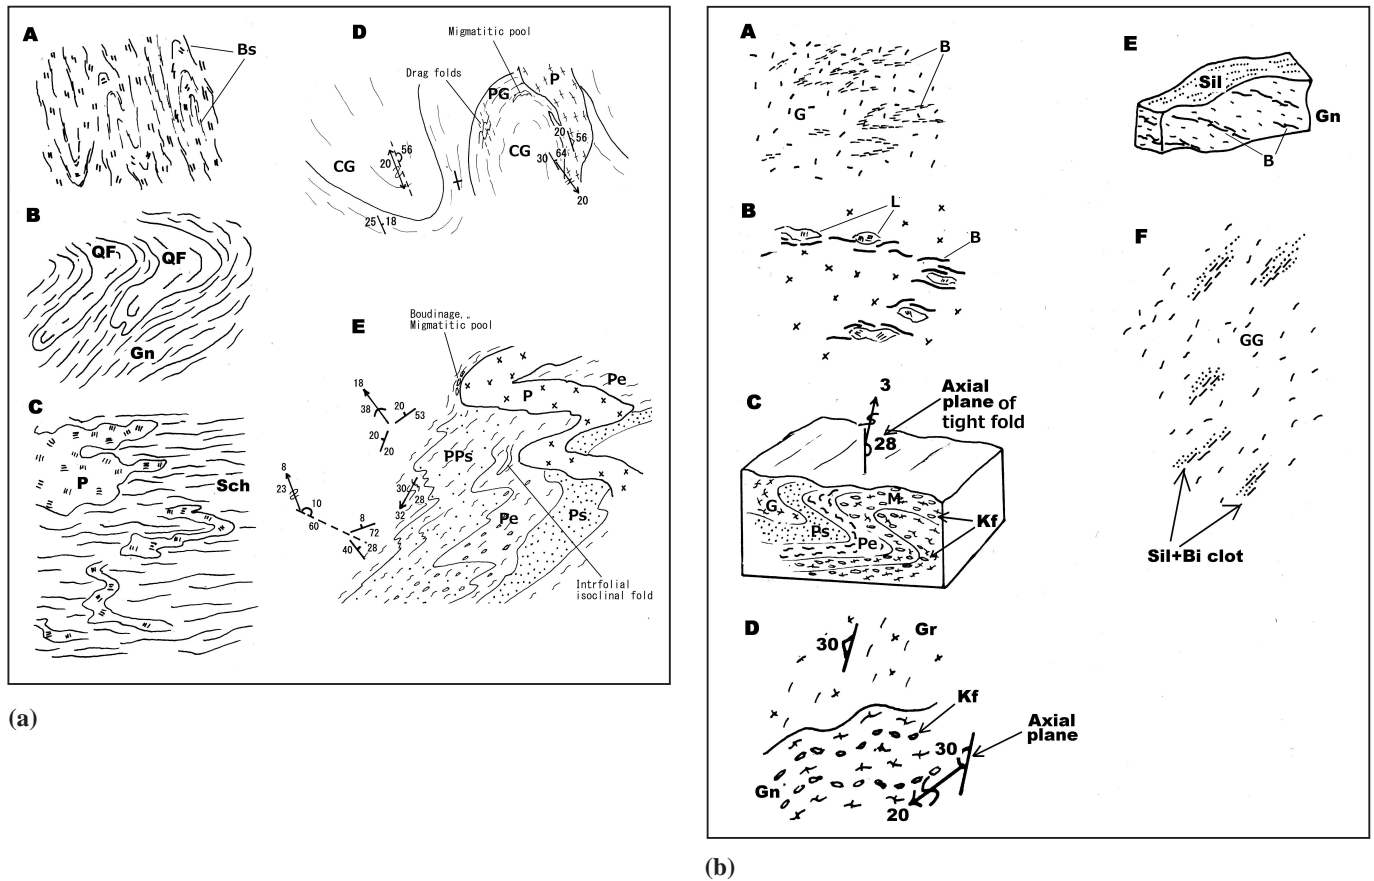 A
Bs
B
QF
QF
Gn
C
P
Sch
D
Migmatitic pool
Drag folds
P
PG
CG
CG
56
20
25
18
20
56
64
30
20
E
Boudinage,
Migmatitic pool
Pe
P
PPs
Pe
Ps
18
38
20
53
20
20
8
23
10
60
8
72
40
28
30
28
32
Intrfolial
isoclinal fold
(a)
A
B
G
B
L
B
C
3
Axial
plane of
tight fold
28
G
Ps
Pe
M
Kf
D
30
Gr
Kf
Axial
plane
30
Gn
20
E
Sil
Gn
B
F
GG
Sil+Bi clot
(b)